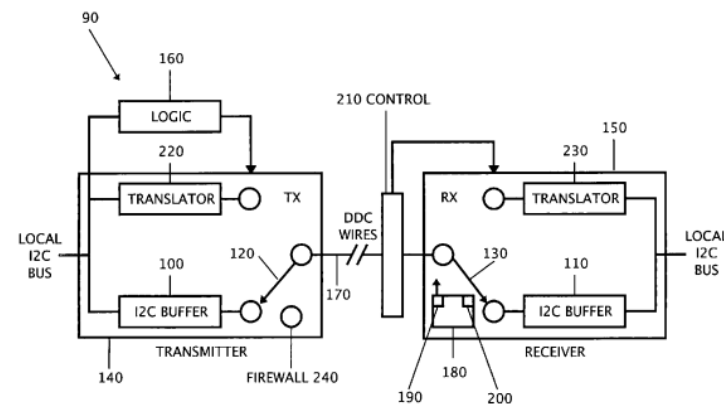 90
160
210 CONTROL
LOGIC
220
230
150
TRANSLATOR
TX
RX
TRANSLATOR
DDC
WIRES
LOCAL
I2C
BUS
LOCAL
I2C
BUS
100
120
130
110
I2C BUFFER
170
I2C BUFFER
TRANSMITTER
RECEIVER
140
FIREWALL 240
190
180
200